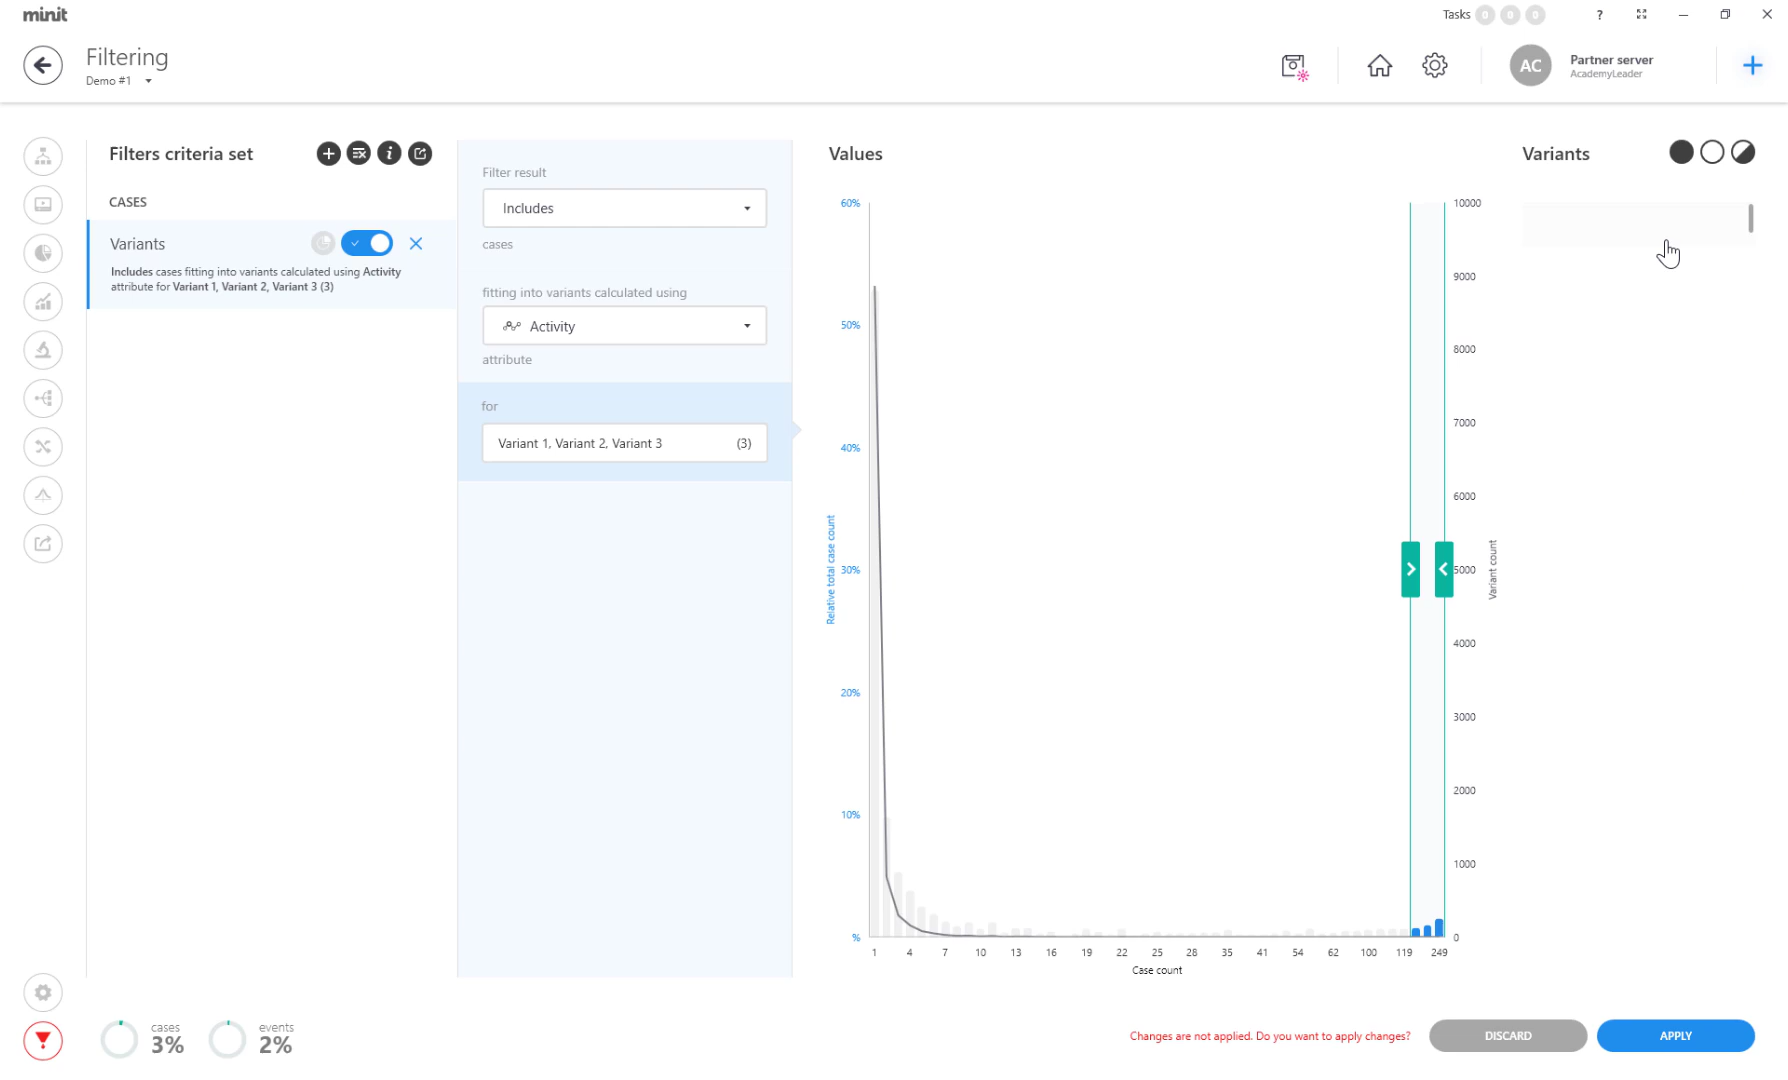 minit
Tasks 0 0 0
?
Filtering
Demo #1
AC
Partner server
AcademyLeader
Filters criteria set
CASES
Variants
Includes cases fitting into variants calculated using Activity
attribute for Variant 1, Variant 2, Variant 3 (3)
Filter result
Includes
cases
fitting into variants calculated using
Activity
attribute
for
Variant 1, Variant 2, Variant 3 (3)
Values
60%
50%
40%
30%
20%
10%
%
Relative total case count
10000
9000
8000
7000
6000
5000
4000
3000
2000
1000
0
Variant count
1 4 7 10 13 16 19 22 25 28 35 41 54 62 100 119 249
Case count
Variants
cases
3%
events
2%
Changes are not applied. Do you want to apply changes?
DISCARD
APPLY